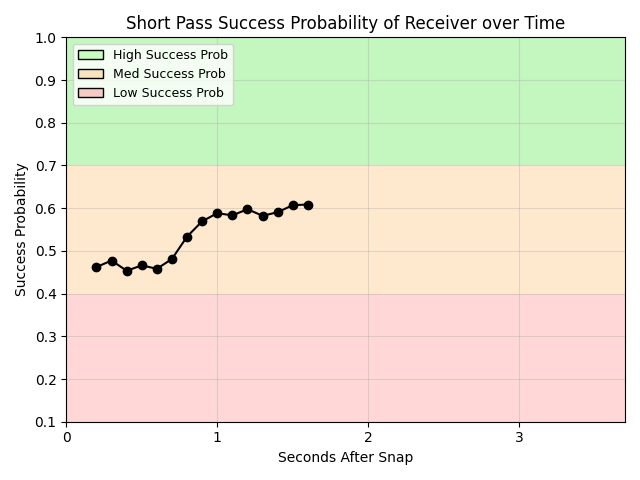 Short Pass Success Probability of Receiver over Time
High Success Prob
Med Success Prob
Low Success Prob
Success Probability
1.0
0.9
0.8
0.7
0.6
0.5
0.4
0.3
0.2
0.1
0 1 2 3
Seconds After Snap